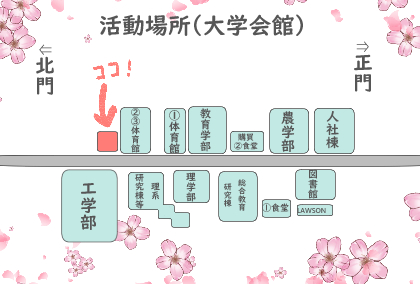 活動場所(大学会館)
⇐
北門
⇒
正門
ココ!
②③体育館
①体育館
教育学部
購買
②食堂
農学部
人社棟
工学部
研究棟等
理系
理学部
研究棟
総合教育
①食堂
図書館
LAWSON